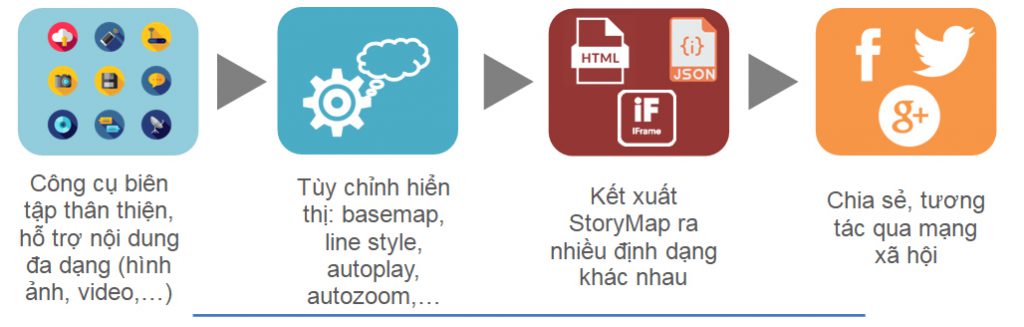 HTML
{i}
JSON
iF
IFrame
f
g+
Công cụ biên
tập thân thiện,
hỗ trợ nội dung
đa dạng (hình
ảnh, video,…)
Tùy chỉnh hiển
thị: basemap,
line style,
autoplay,
autozoom,…
Kết xuất
StoryMap ra
nhiều định dạng
khác nhau
Chia sẻ, tương
tác qua mạng
xã hội